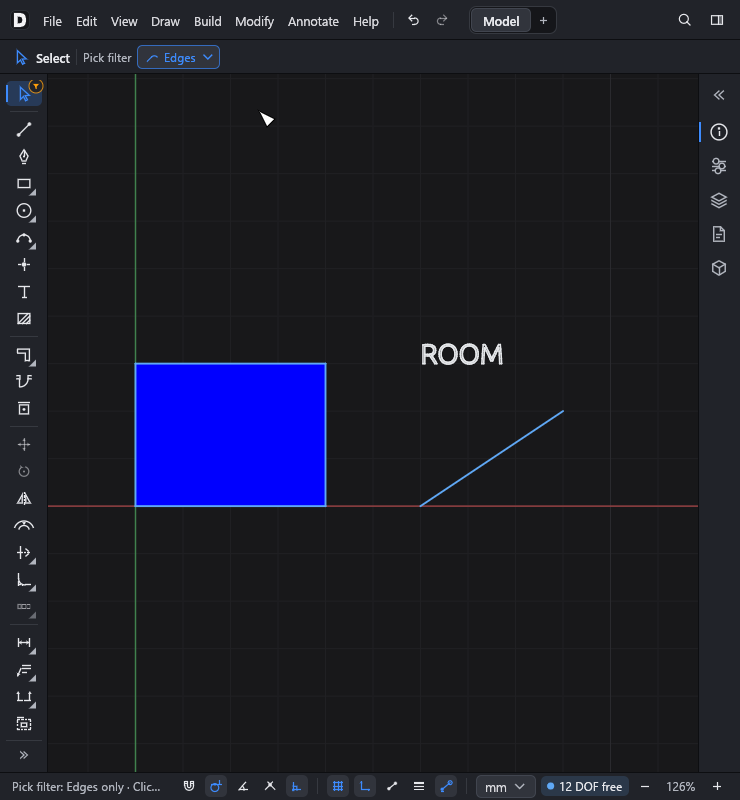 D File Edit View Draw Build Modify Annotate Help Model +
Select Pick filter Edges
ROOM
Pick filter: Edges only · Clic... mm 12 DOF free − 126% +